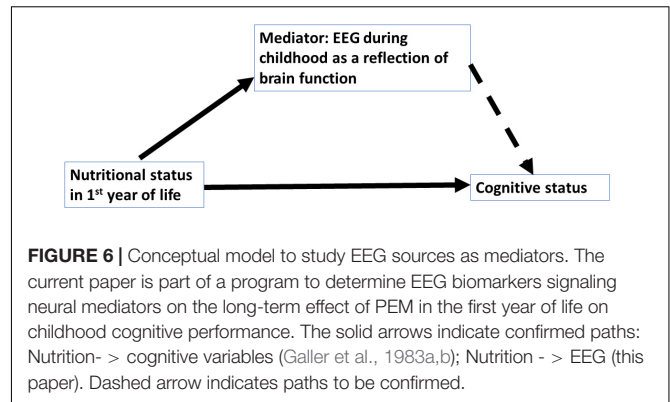 Mediator: EEG during
childhood as a reflection of
brain function
Nutritional status
in 1st year of life
Cognitive status
FIGURE 6 | Conceptual model to study EEG sources as mediators. The
current paper is part of a program to determine EEG biomarkers signaling
neural mediators on the long-term effect of PEM in the first year of life on
childhood cognitive performance. The solid arrows indicate confirmed paths:
Nutrition- > cognitive variables (Galler et al., 1983a,b); Nutrition - > EEG (this
paper). Dashed arrow indicates paths to be confirmed.